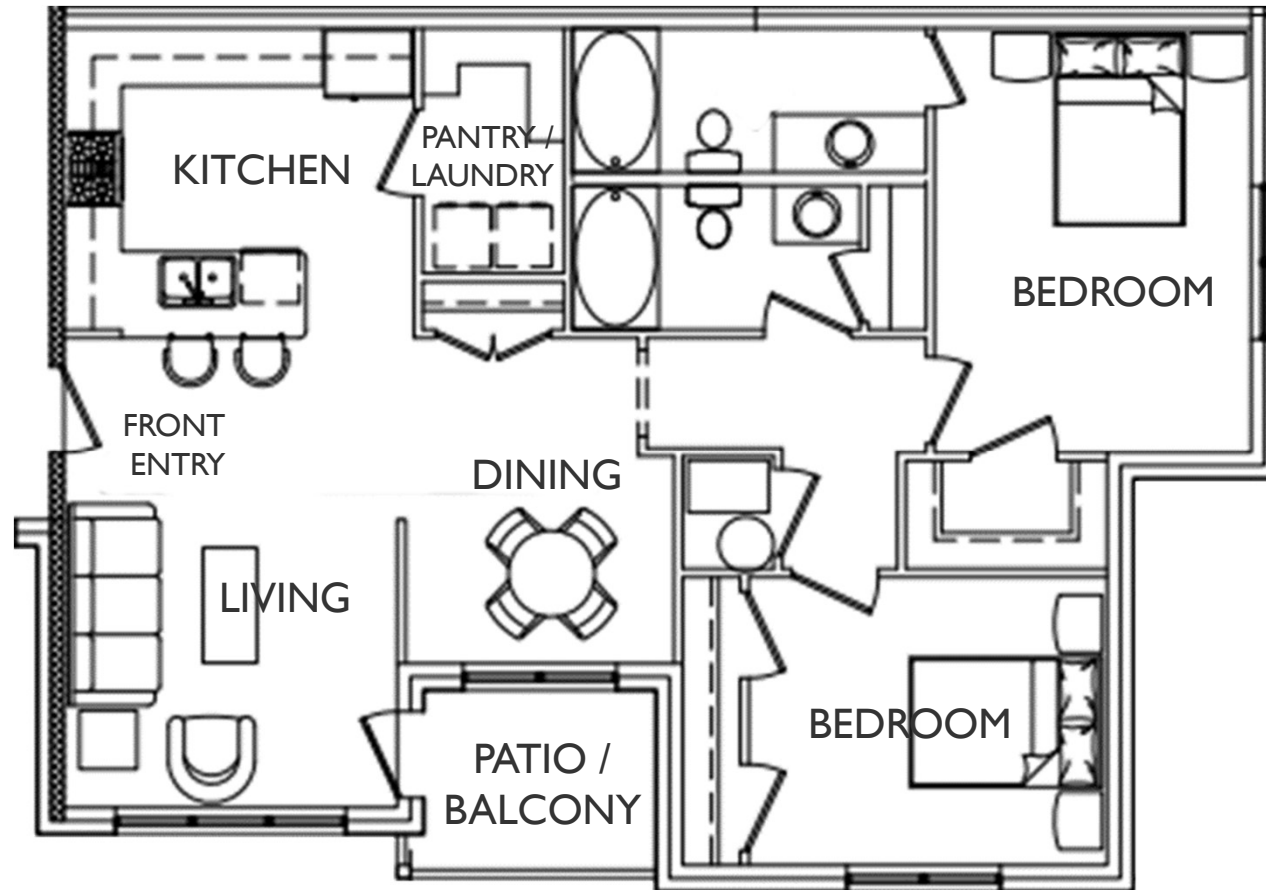 KITCHEN
PANTRY /
LAUNDRY
BEDROOM
FRONT
ENTRY
DINING
LIVING
PATIO /
BALCONY
BEDROOM